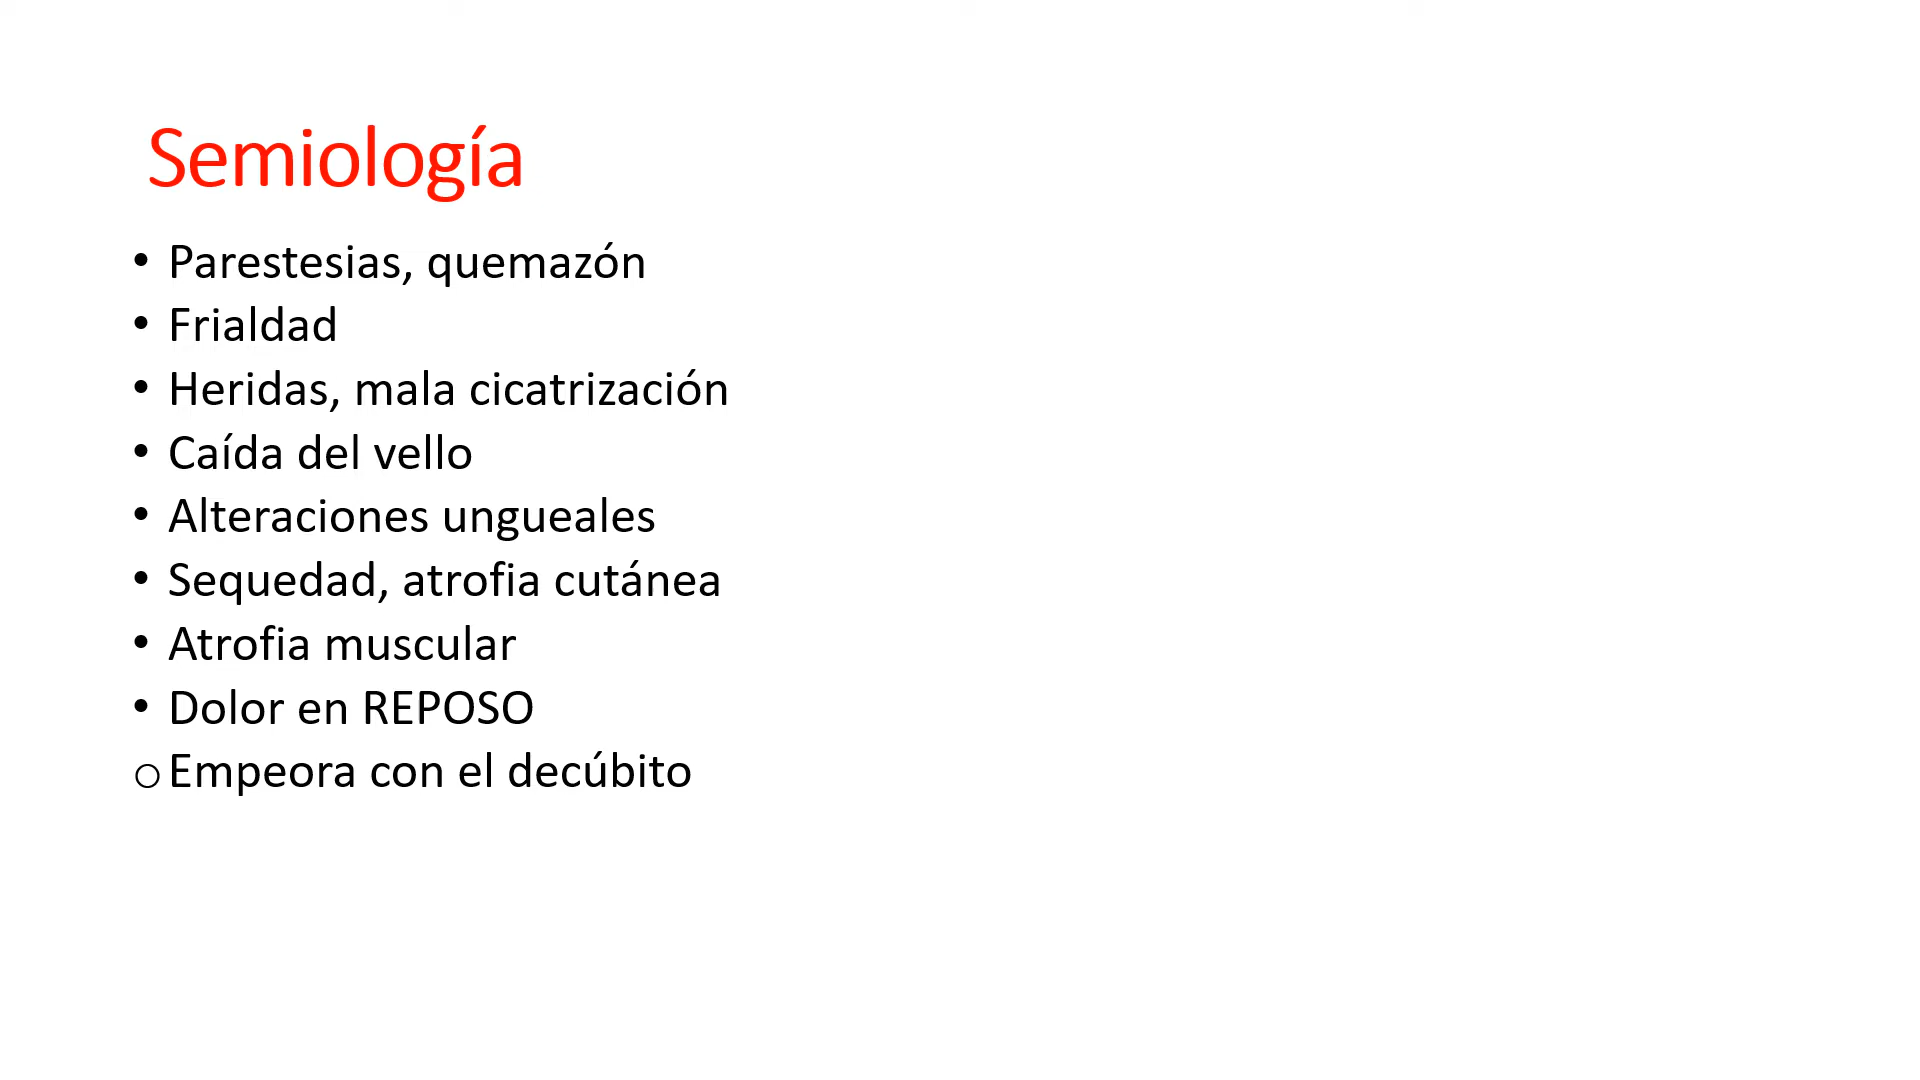 Semiología
• Parestesias, quemazón
• Frialdad
• Heridas, mala cicatrización
• Caída del vello
• Alteraciones ungueales
• Sequedad, atrofia cutánea
• Atrofia muscular
• Dolor en REPOSO
o Empeora con el decúbito